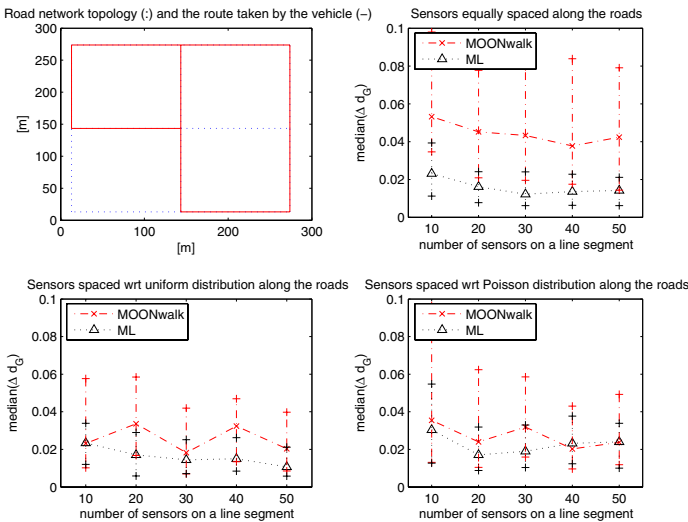 Road network topology (:) and the route taken by the vehicle (−)
300
250
200
150
100
50
0
[m]
0 100 200 300
[m]
Sensors equally spaced along the roads
MOONwalk
ML
0.1
0.08
0.06
0.04
0.02
0
median(Δ d_G)
10 20 30 40 50
number of sensors on a line segment
Sensors spaced wrt uniform distribution along the roads
MOONwalk
ML
0.1
0.08
0.06
0.04
0.02
0
median(Δ d_G)
10 20 30 40 50
number of sensors on a line segment
Sensors spaced wrt Poisson distribution along the roads
MOONwalk
ML
0.1
0.08
0.06
0.04
0.02
0
median(Δ d_G)
10 20 30 40 50
number of sensors on a line segment